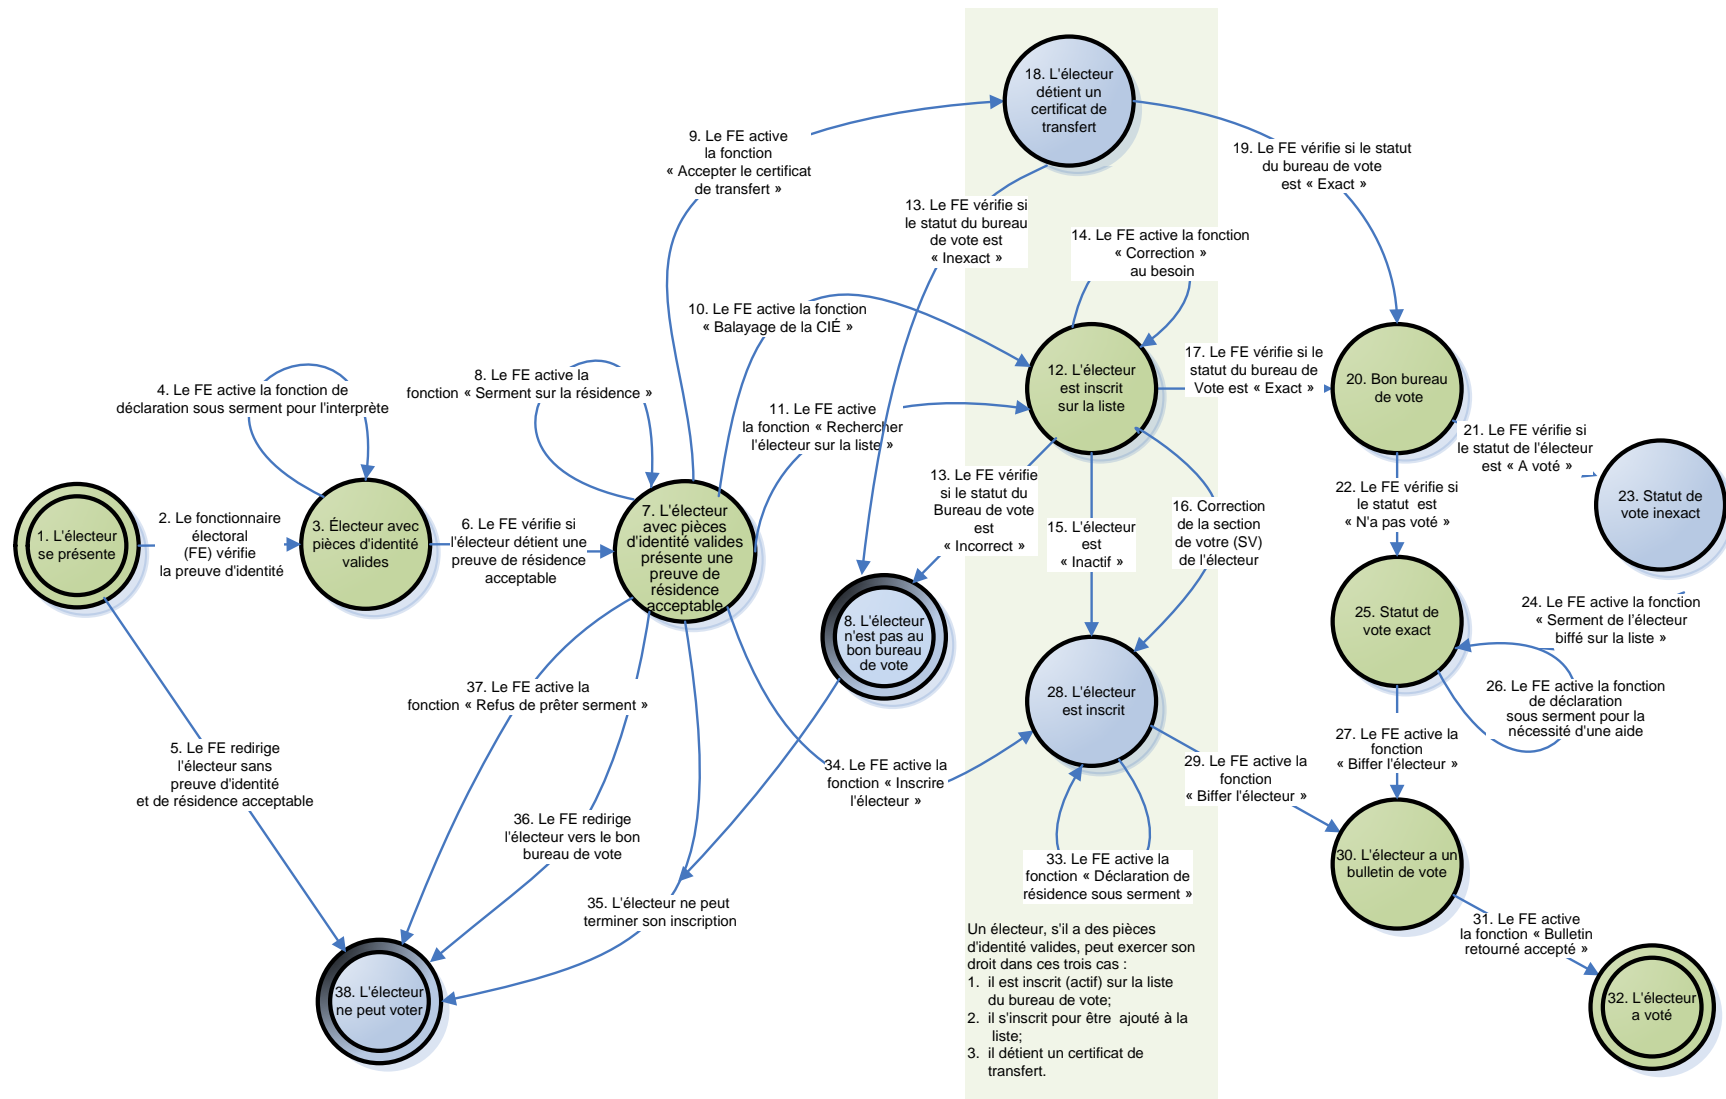 18. L'électeur
détient un
certificat de
transfert
9. Le FE active
la fonction
« Accepter le certificat
de transfert »
19. Le FE vérifie si le statut
du bureau de vote
est « Exact »
13. Le FE vérifie si
le statut du bureau
de vote est
« Inexact »
14. Le FE active la fonction
« Correction »
au besoin
10. Le FE active la fonction
« Balayage de la CIÉ »
4. Le FE active la fonction de
déclaration sous serment pour l'interprète
8. Le FE active la
fonction « Serment sur la résidence »
11. Le FE active
la fonction « Rechercher
l'électeur sur la liste »
12. L'électeur
est inscrit
sur la liste
17. Le FE vérifie si le
statut du bureau de
Vote est « Exact »
20. Bon bureau
de vote
21. Le FE vérifie si
le statut de l'électeur
est « A voté »
1. L'électeur
se présente
2. Le fonctionnaire
électoral
(FE) vérifie
la preuve d'identité
3. Électeur avec
pièces d'identité
valides
6. Le FE vérifie si
l'électeur détient une
preuve de résidence
acceptable
7. L'électeur
avec pièces
d'identité valides
présente une
preuve de
résidence
acceptable
13. Le FE vérifie
si le statut du
Bureau de vote
est
« Incorrect »
15. L'électeur
est
« Inactif »
16. Correction
de la section
de votre (SV)
de l'électeur
22. Le FE vérifie si
le statut est
« N'a pas voté »
23. Statut de
vote inexact
8. L'électeur
n'est pas au
bon bureau
de vote
25. Statut de
vote exact
24. Le FE active la fonction
« Serment de l'électeur
biffé sur la liste »
37. Le FE active la
fonction « Refus de prêter serment »
28. L'électeur
est inscrit
26. Le FE active la fonction
de déclaration
sous serment pour la
nécessité d'une aide
5. Le FE redirige
l'électeur sans
preuve d'identité
et de résidence acceptable
34. Le FE active la
fonction « Inscrire
l'électeur »
29. Le FE active la
fonction
« Biffer l'électeur »
27. Le FE active la
fonction
« Biffer l'électeur »
36. Le FE redirige
l'électeur vers le bon
bureau de vote
33. Le FE active la
fonction « Déclaration de
résidence sous serment »
30. L'électeur a un
bulletin de vote
35. L'électeur ne peut
terminer son inscription
31. Le FE active
la fonction « Bulletin
retourné accepté »
38. L'électeur
ne peut voter
32. L'électeur
a voté
Un électeur, s'il a des pièces
d'identité valides, peut exercer son
droit dans ces trois cas :
1. il est inscrit (actif) sur la liste
du bureau de vote;
2. il s'inscrit pour être ajouté à la
liste;
3. il détient un certificat de
transfert.